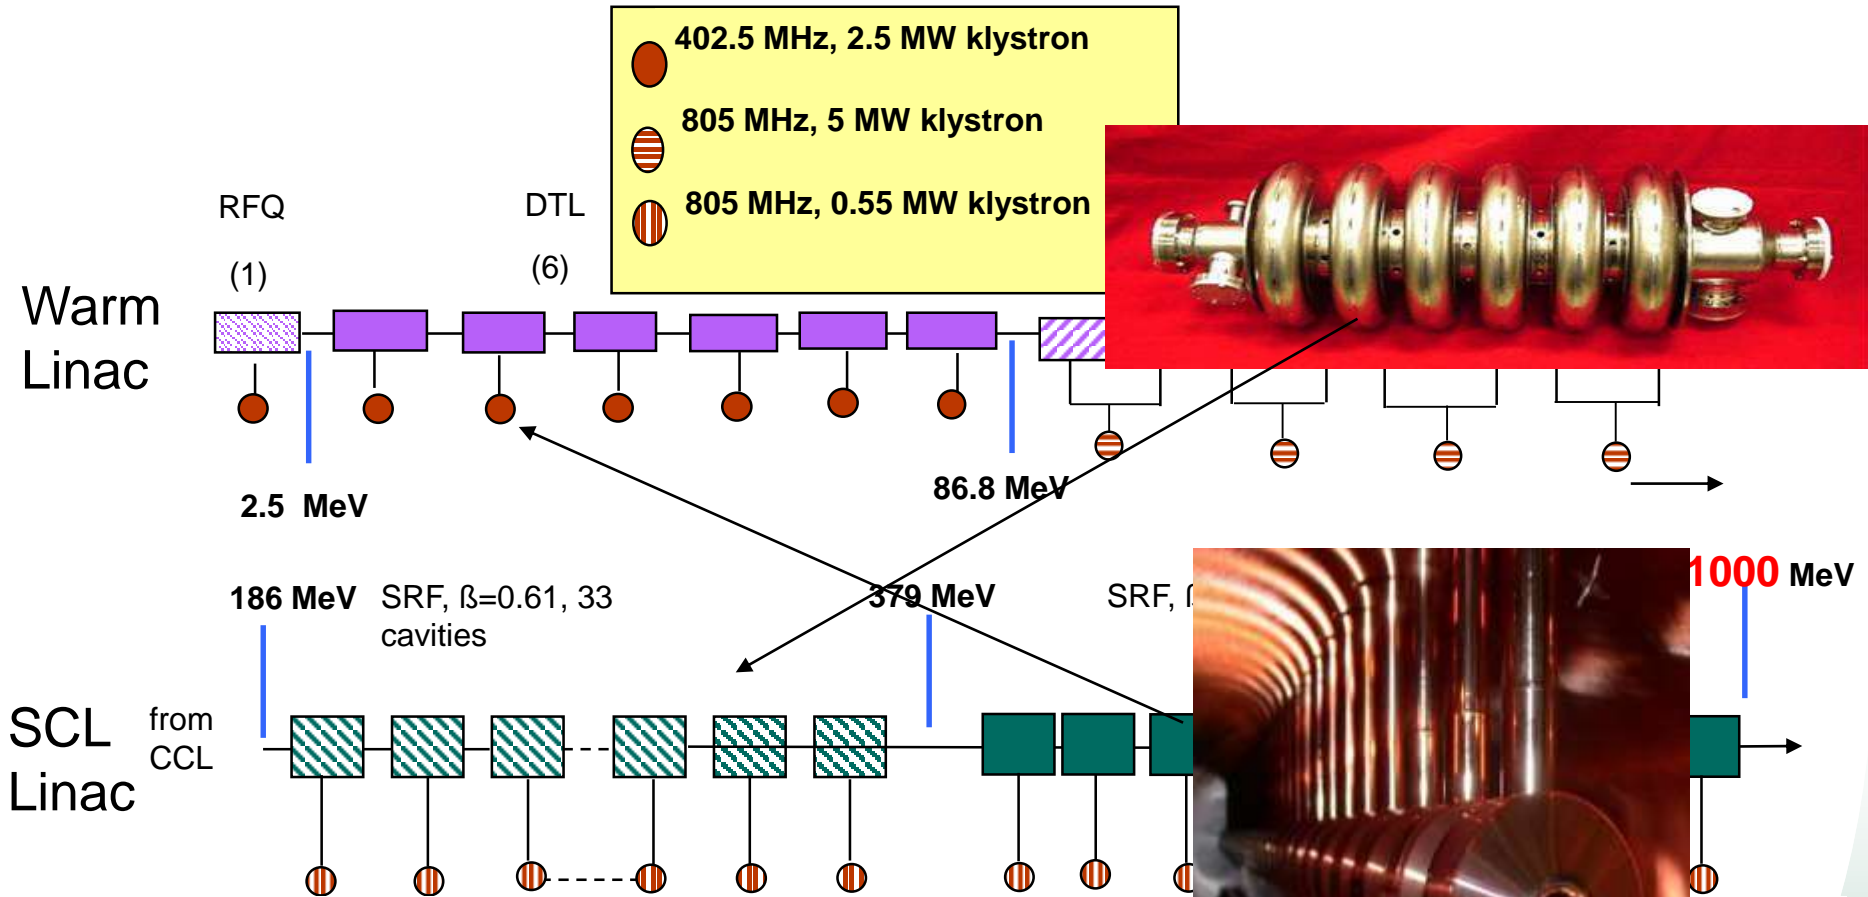 402.5 MHz, 2.5 MW klystron
805 MHz, 5 MW klystron
805 MHz, 0.55 MW klystron
RFQ
(1)
DTL
(6)
Warm
Linac
2.5 MeV
86.8 MeV
186 MeV
SRF, ß=0.61, 33
cavities
379 MeV
SRF,
1000 MeV
SCL
Linac
from
CCL